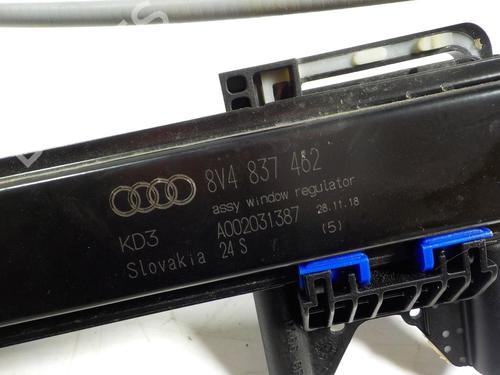 8V4 837 462
assy window regulator
KD3 A002031387 28.11.18
Slovakia 24 S (5)